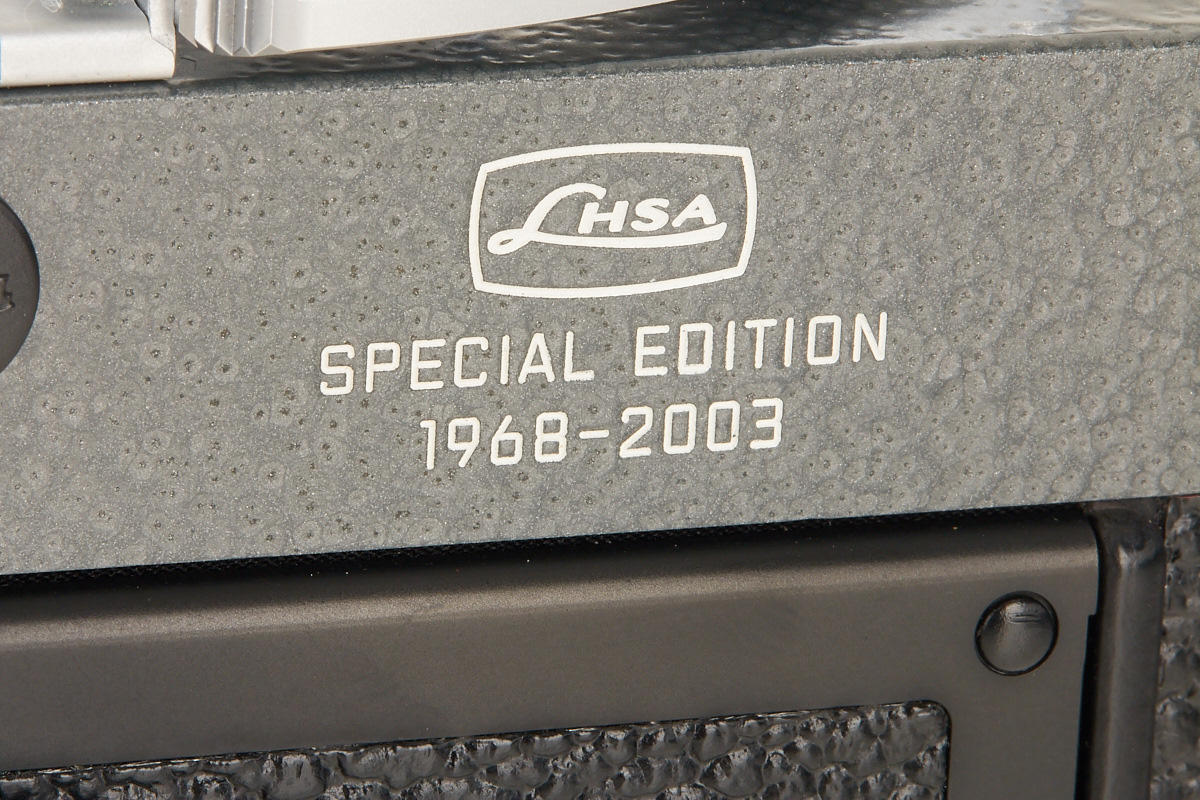 LHSA
SPECIAL EDITION
1968-2003